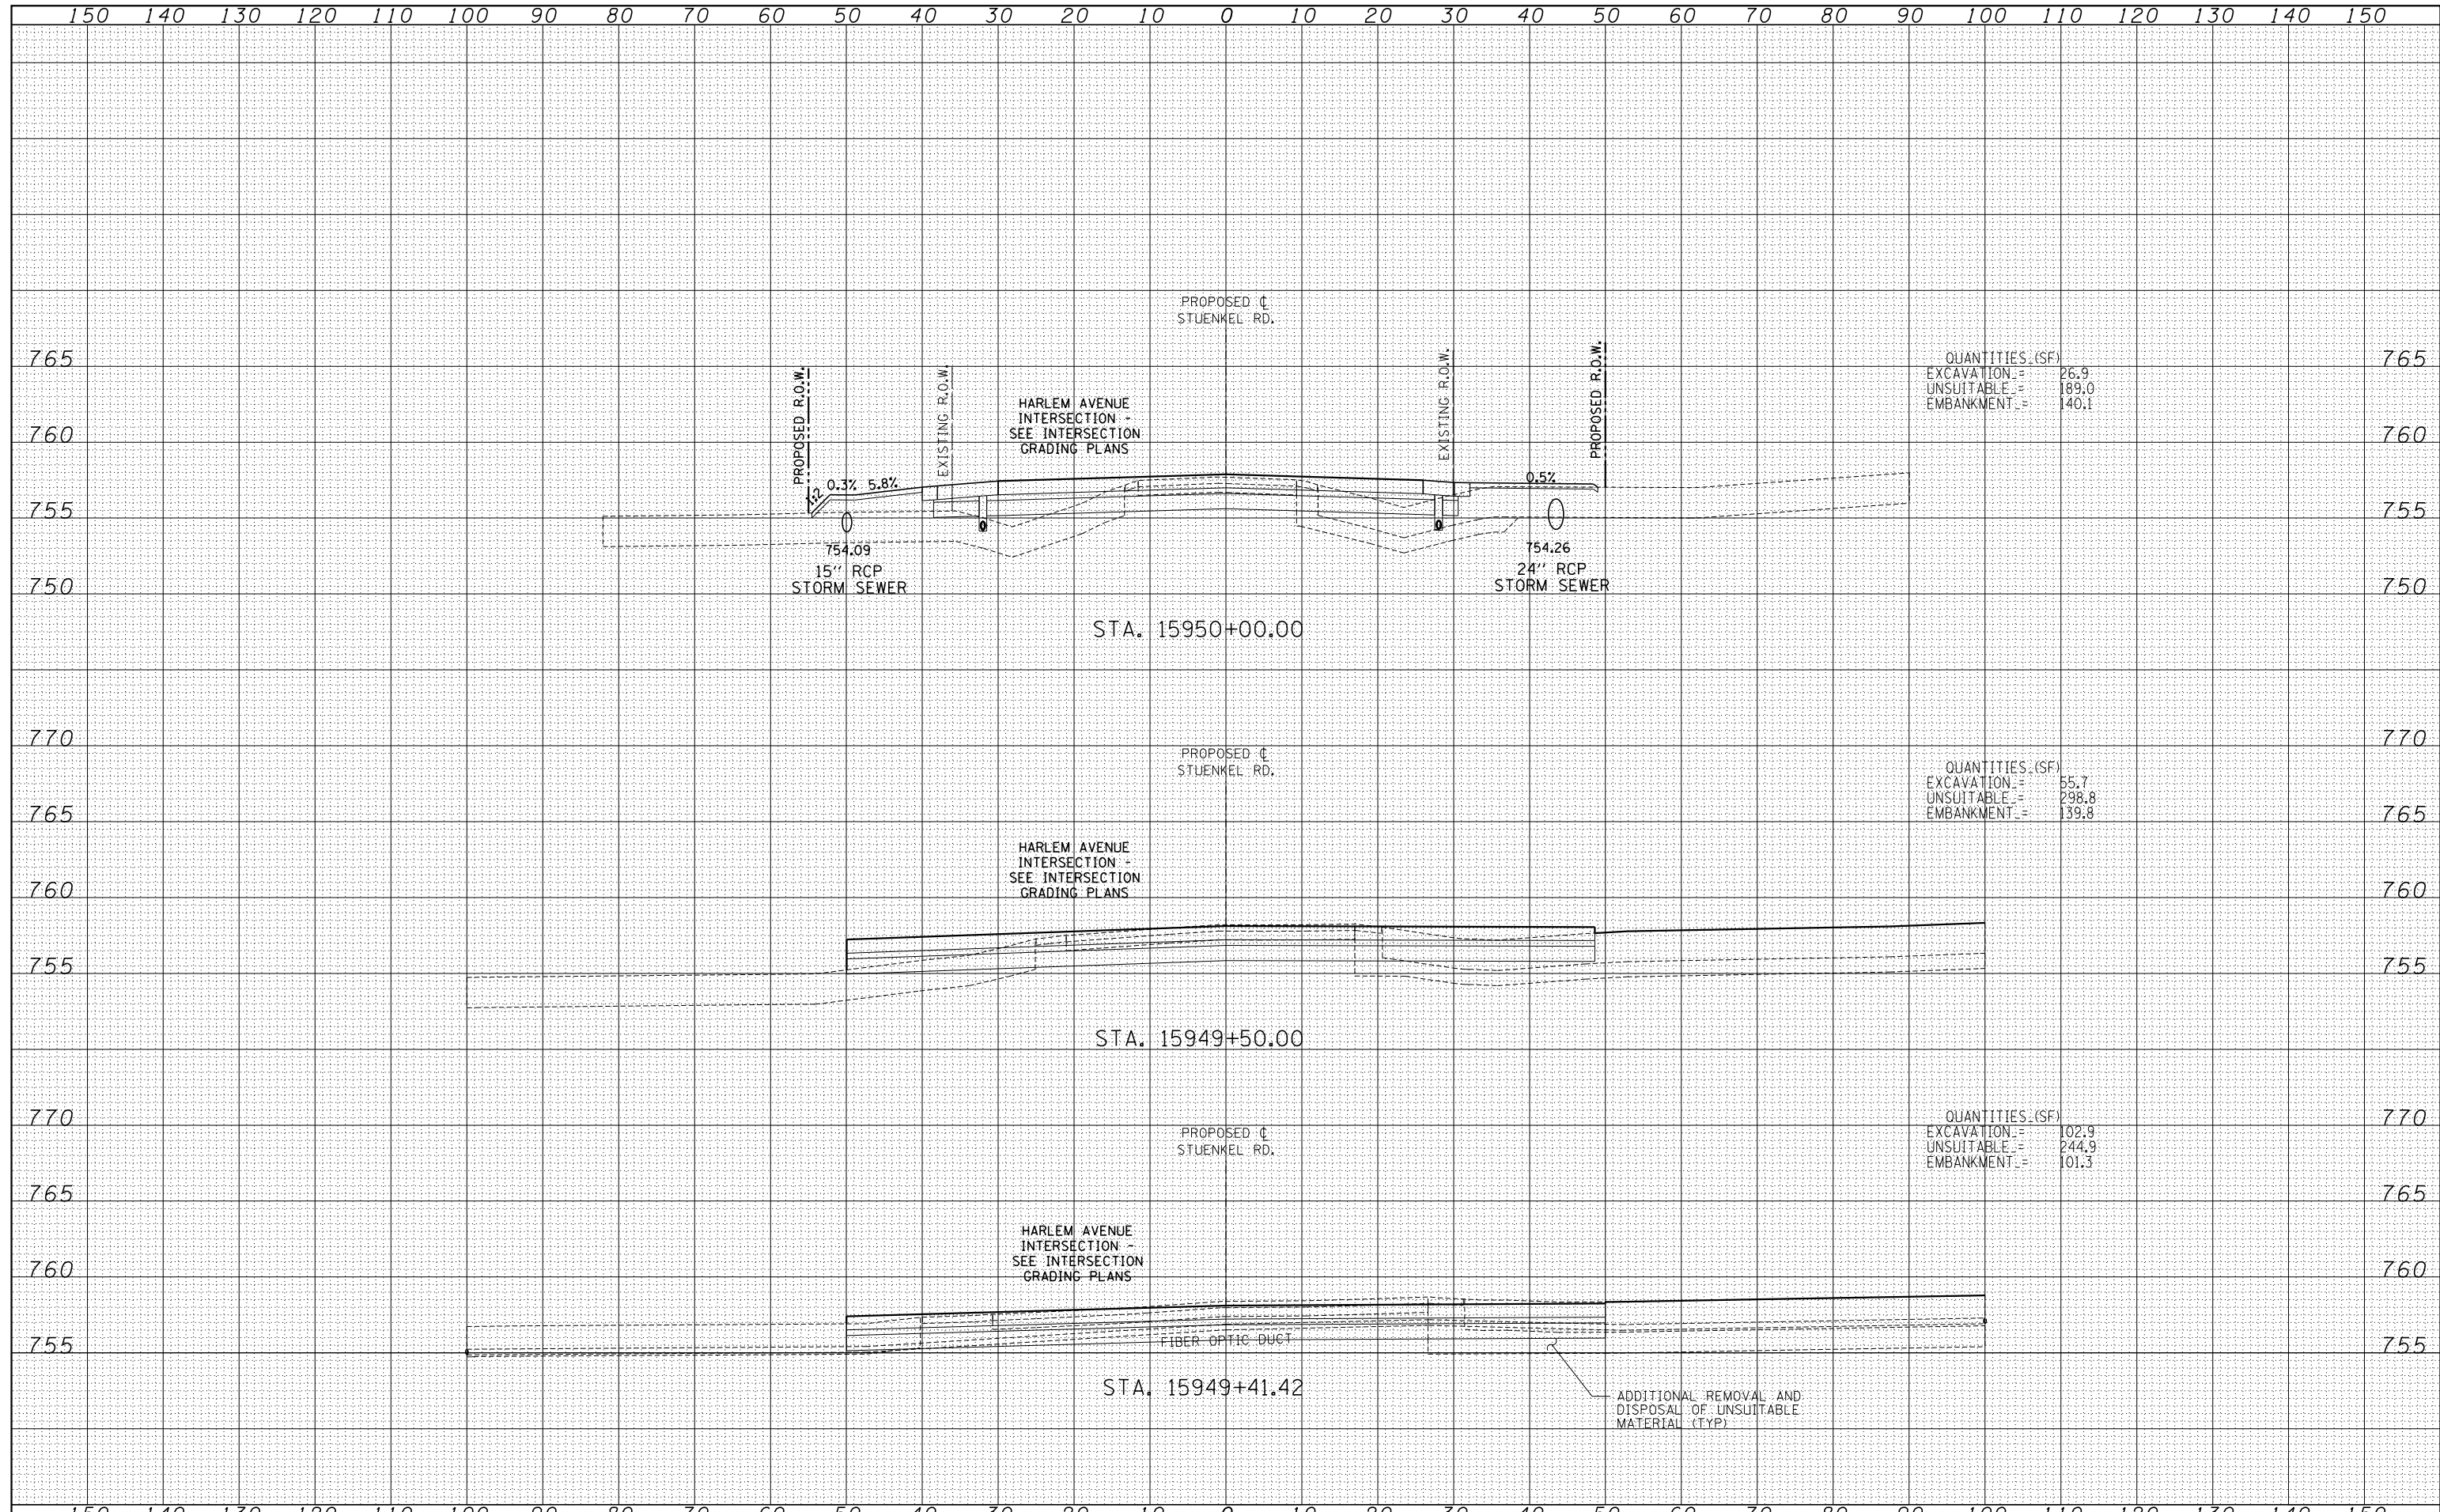 150 140 130 120 110 100 90 80 70 60 50 40 30 20 10 0 10 20 30 40 50 60 70 80 90 100 110 120 130 140 150
PROPOSED ℄
STUENKEL RD.
765 765
QUANTITIES (SF)
EXCAVATION = 26.9
UNSUITABLE = 189.0
EMBANKMENT = 140.1
PROPOSED R.O.W.
EXISTING R.O.W.
HARLEM AVENUE
INTERSECTION -
SEE INTERSECTION
GRADING PLANS
EXISTING R.O.W.
PROPOSED R.O.W.
760 760
1:2 0.3% 5.8% 0.5%
755 755
754.09 754.26
15'' RCP
STORM SEWER
24'' RCP
STORM SEWER
750 750
STA. 15950+00.00
770 770
PROPOSED ℄
STUENKEL RD.
QUANTITIES (SF)
EXCAVATION = 55.7
UNSUITABLE = 298.8
EMBANKMENT = 139.8
765 765
HARLEM AVENUE
INTERSECTION -
SEE INTERSECTION
GRADING PLANS
760 760
755 755
STA. 15949+50.00
770 770
PROPOSED ℄
STUENKEL RD.
QUANTITIES (SF)
EXCAVATION = 102.9
UNSUITABLE = 244.9
EMBANKMENT = 101.3
765 765
HARLEM AVENUE
INTERSECTION -
SEE INTERSECTION
GRADING PLANS
760 760
755 755
FIBER OPTIC DUCT
STA. 15949+41.42
ADDITIONAL REMOVAL AND
DISPOSAL OF UNSUITABLE
MATERIAL (TYP)
150 140 130 120 110 100 90 80 70 60 50 40 30 20 10 0 10 20 30 40 50 60 70 80 90 100 110 120 130 140 150